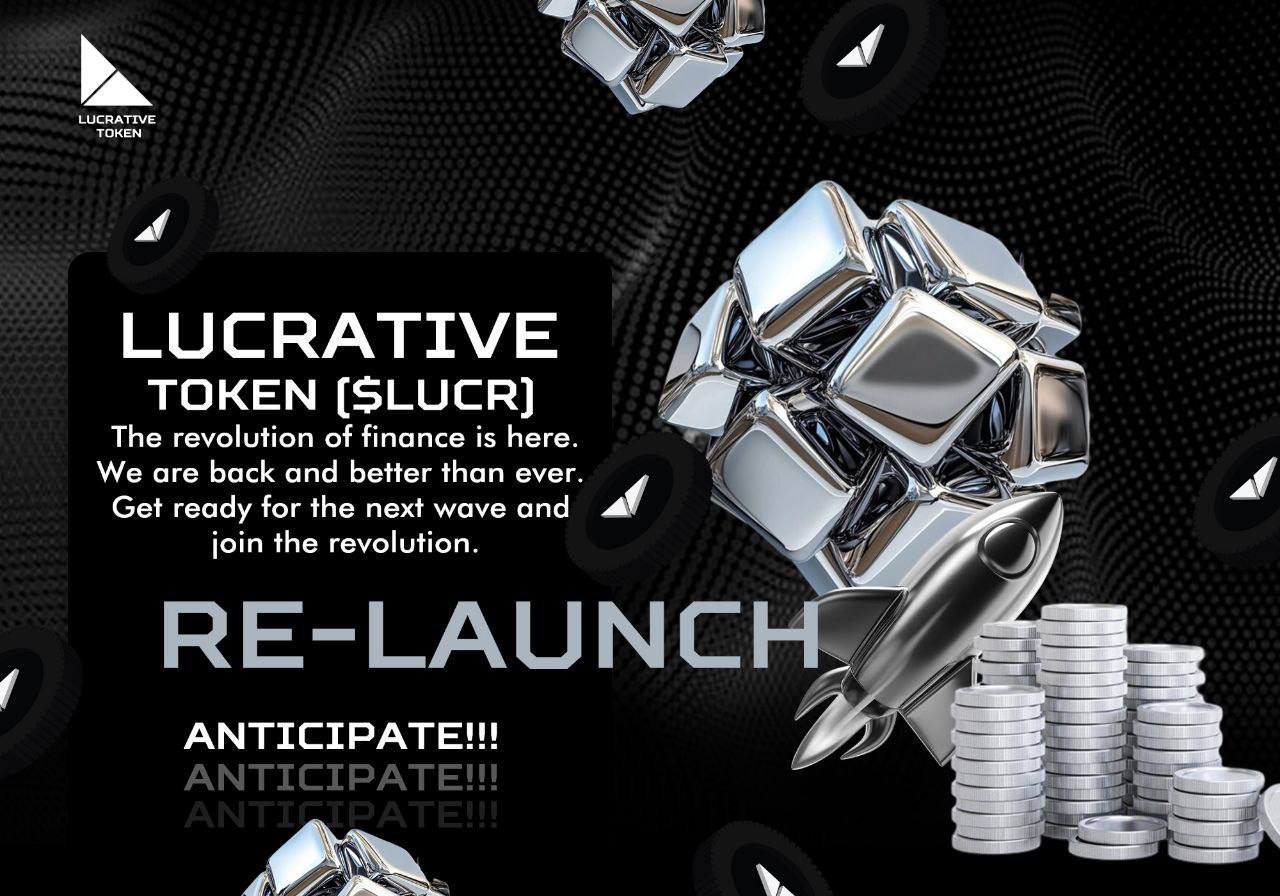 LUCRATIVE
TOKEN
LUCRATIVE
TOKEN ($LUCR)
The revolution of finance is here.
We are back and better than ever.
Get ready for the next wave and
join the revolution.
RE-LAUNCH
ANTICIPATE!!!
ANTICIPATE!!!
ANTICIPATE!!!